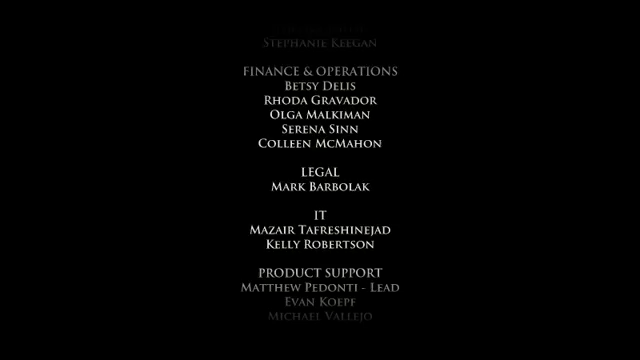 Stephanie Keegan
Finance & Operations
Betsy Delis
Rhoda Gravador
Olga Malkiman
Serena Sinn
Colleen McMahon
Legal
Mark Barbolak
IT
Mazair Tafreshinejad
Kelly Robertson
Product Support
Matthew Pedonti - Lead
Evan Koepf
Michael Vallejo